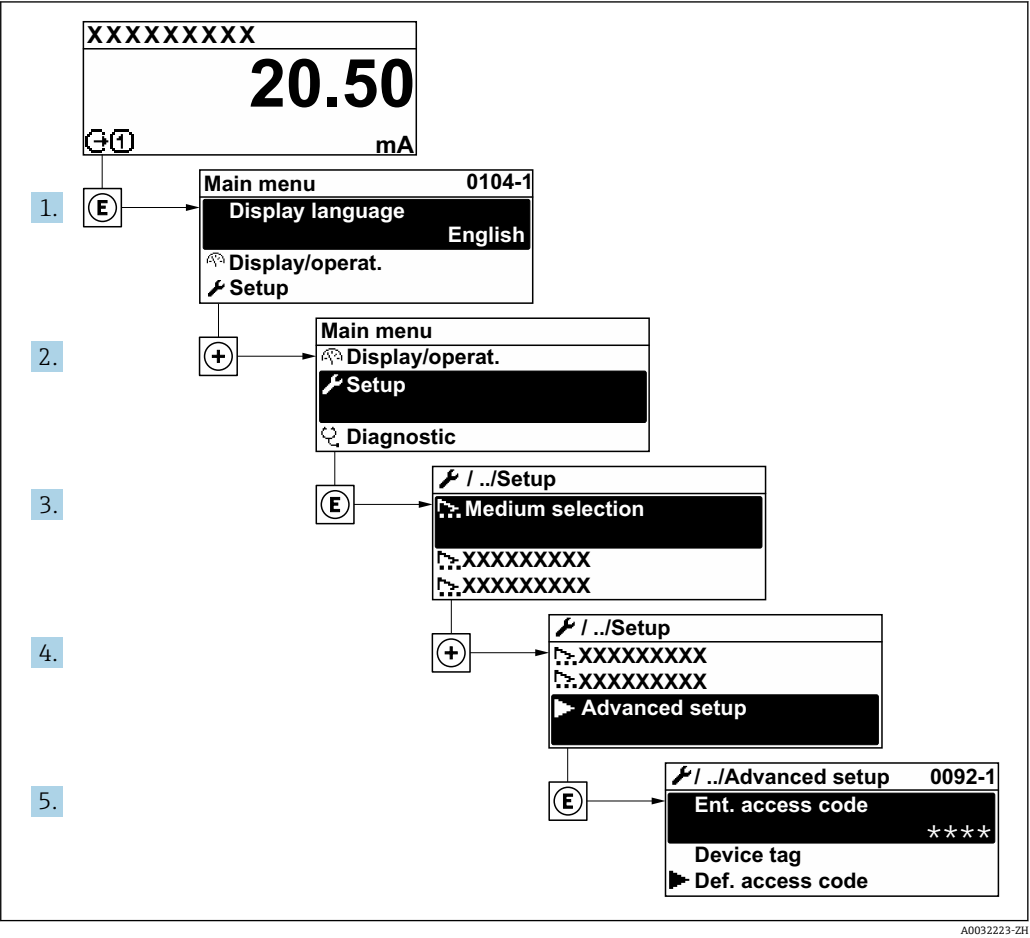 XXXXXXXXX
20.50
1 mA
1. E Main menu 0104-1
Display language
English
Display/operat.
Setup
2. + Main menu
Display/operat.
Setup
Diagnostic
3. E / ../Setup
Medium selection
XXXXXXXXX
XXXXXXXXX
4. + / ../Setup
XXXXXXXXX
XXXXXXXXX
Advanced setup
5. E / ../Advanced setup 0092-1
Ent. access code
****
Device tag
Def. access code
A0032223-ZH